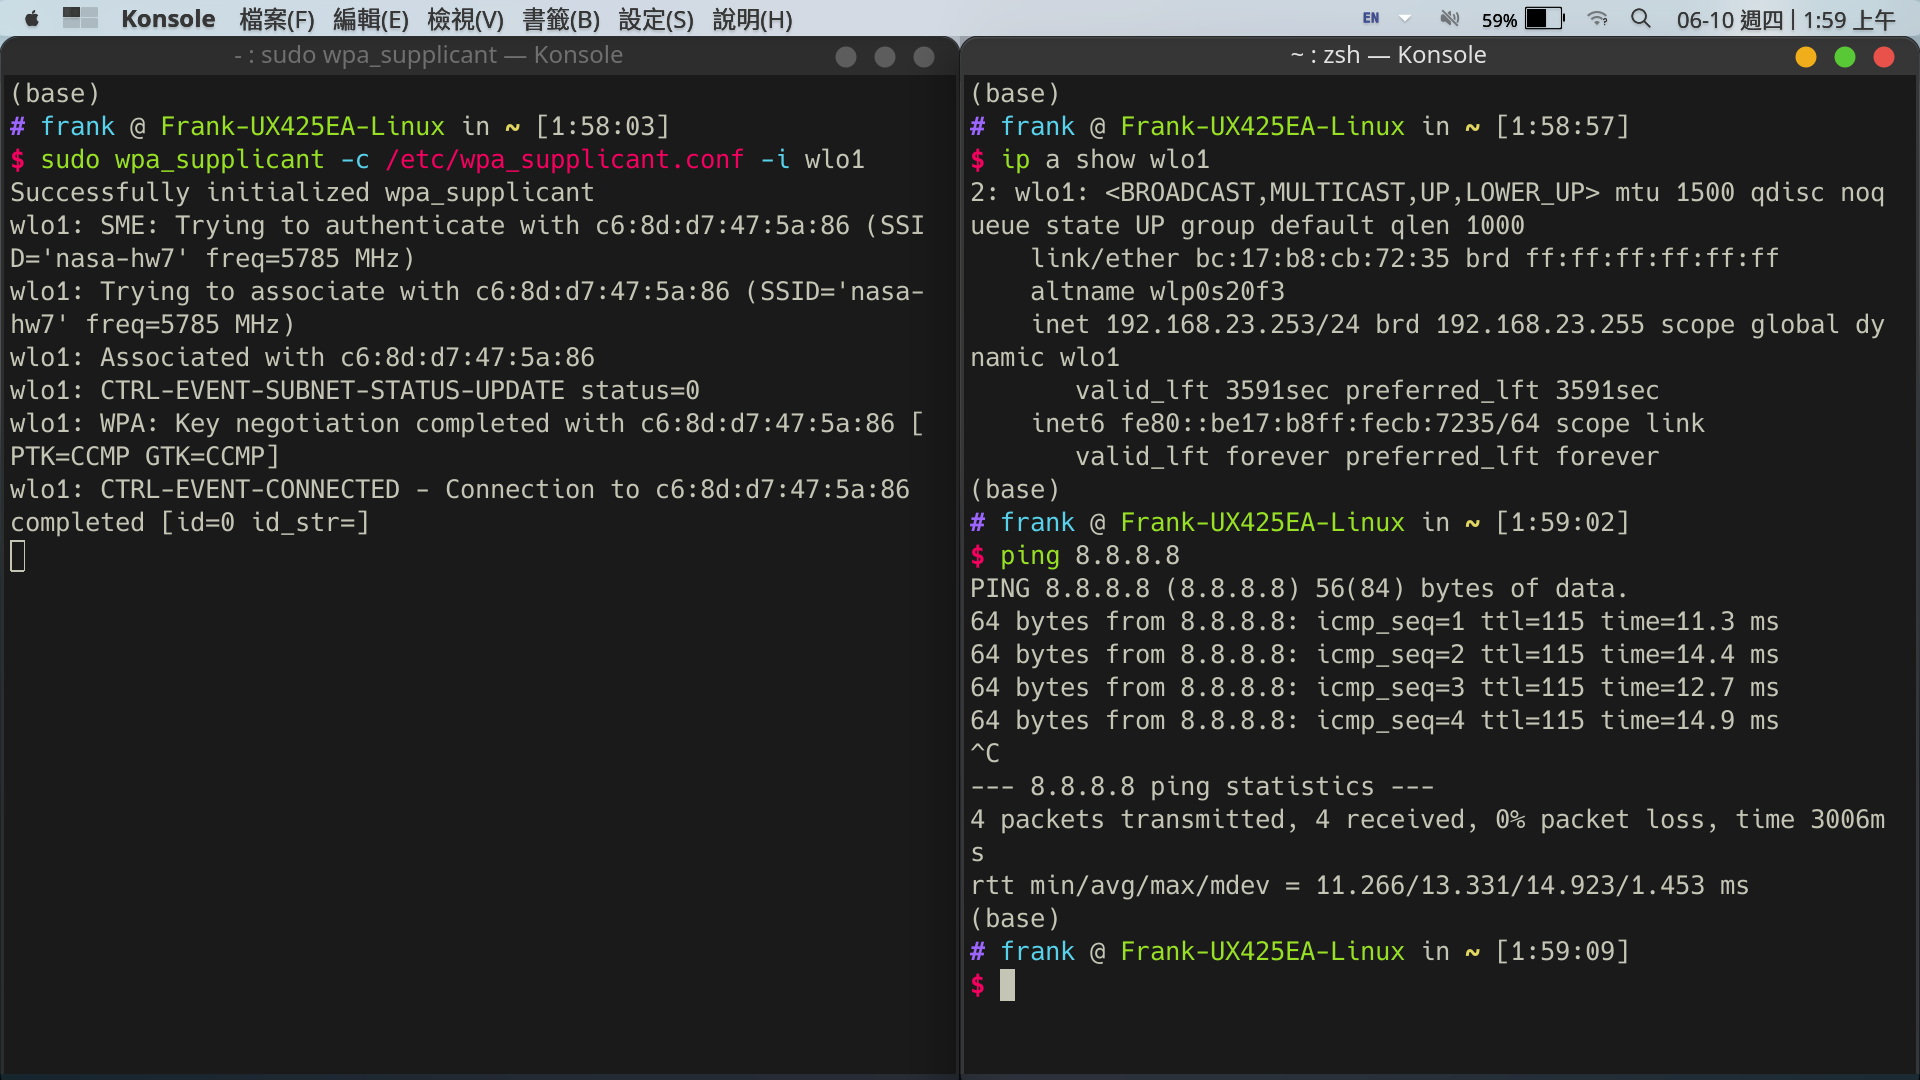 Konsole 檔案(F) 編輯(E) 檢視(V) 書籤(B) 設定(S) 說明(H) EN 59% 06-10 週四 | 1:59 上午
- : sudo wpa_supplicant — Konsole
(base)
# frank @ Frank-UX425EA-Linux in ~ [1:58:03]
$ sudo wpa_supplicant -c /etc/wpa_supplicant.conf -i wlo1
Successfully initialized wpa_supplicant
wlo1: SME: Trying to authenticate with c6:8d:d7:47:5a:86 (SSI
D='nasa-hw7' freq=5785 MHz)
wlo1: Trying to associate with c6:8d:d7:47:5a:86 (SSID='nasa-
hw7' freq=5785 MHz)
wlo1: Associated with c6:8d:d7:47:5a:86
wlo1: CTRL-EVENT-SUBNET-STATUS-UPDATE status=0
wlo1: WPA: Key negotiation completed with c6:8d:d7:47:5a:86 [
PTK=CCMP GTK=CCMP]
wlo1: CTRL-EVENT-CONNECTED - Connection to c6:8d:d7:47:5a:86
completed [id=0 id_str=]
~ : zsh — Konsole
(base)
# frank @ Frank-UX425EA-Linux in ~ [1:58:57]
$ ip a show wlo1
2: wlo1: <BROADCAST,MULTICAST,UP,LOWER_UP> mtu 1500 qdisc noq
ueue state UP group default qlen 1000
    link/ether bc:17:b8:cb:72:35 brd ff:ff:ff:ff:ff:ff
    altname wlp0s20f3
    inet 192.168.23.253/24 brd 192.168.23.255 scope global dy
namic wlo1
       valid_lft 3591sec preferred_lft 3591sec
    inet6 fe80::be17:b8ff:fecb:7235/64 scope link
       valid_lft forever preferred_lft forever
(base)
# frank @ Frank-UX425EA-Linux in ~ [1:59:02]
$ ping 8.8.8.8
PING 8.8.8.8 (8.8.8.8) 56(84) bytes of data.
64 bytes from 8.8.8.8: icmp_seq=1 ttl=115 time=11.3 ms
64 bytes from 8.8.8.8: icmp_seq=2 ttl=115 time=14.4 ms
64 bytes from 8.8.8.8: icmp_seq=3 ttl=115 time=12.7 ms
64 bytes from 8.8.8.8: icmp_seq=4 ttl=115 time=14.9 ms
^C
--- 8.8.8.8 ping statistics ---
4 packets transmitted, 4 received, 0% packet loss, time 3006m
s
rtt min/avg/max/mdev = 11.266/13.331/14.923/1.453 ms
(base)
# frank @ Frank-UX425EA-Linux in ~ [1:59:09]
$